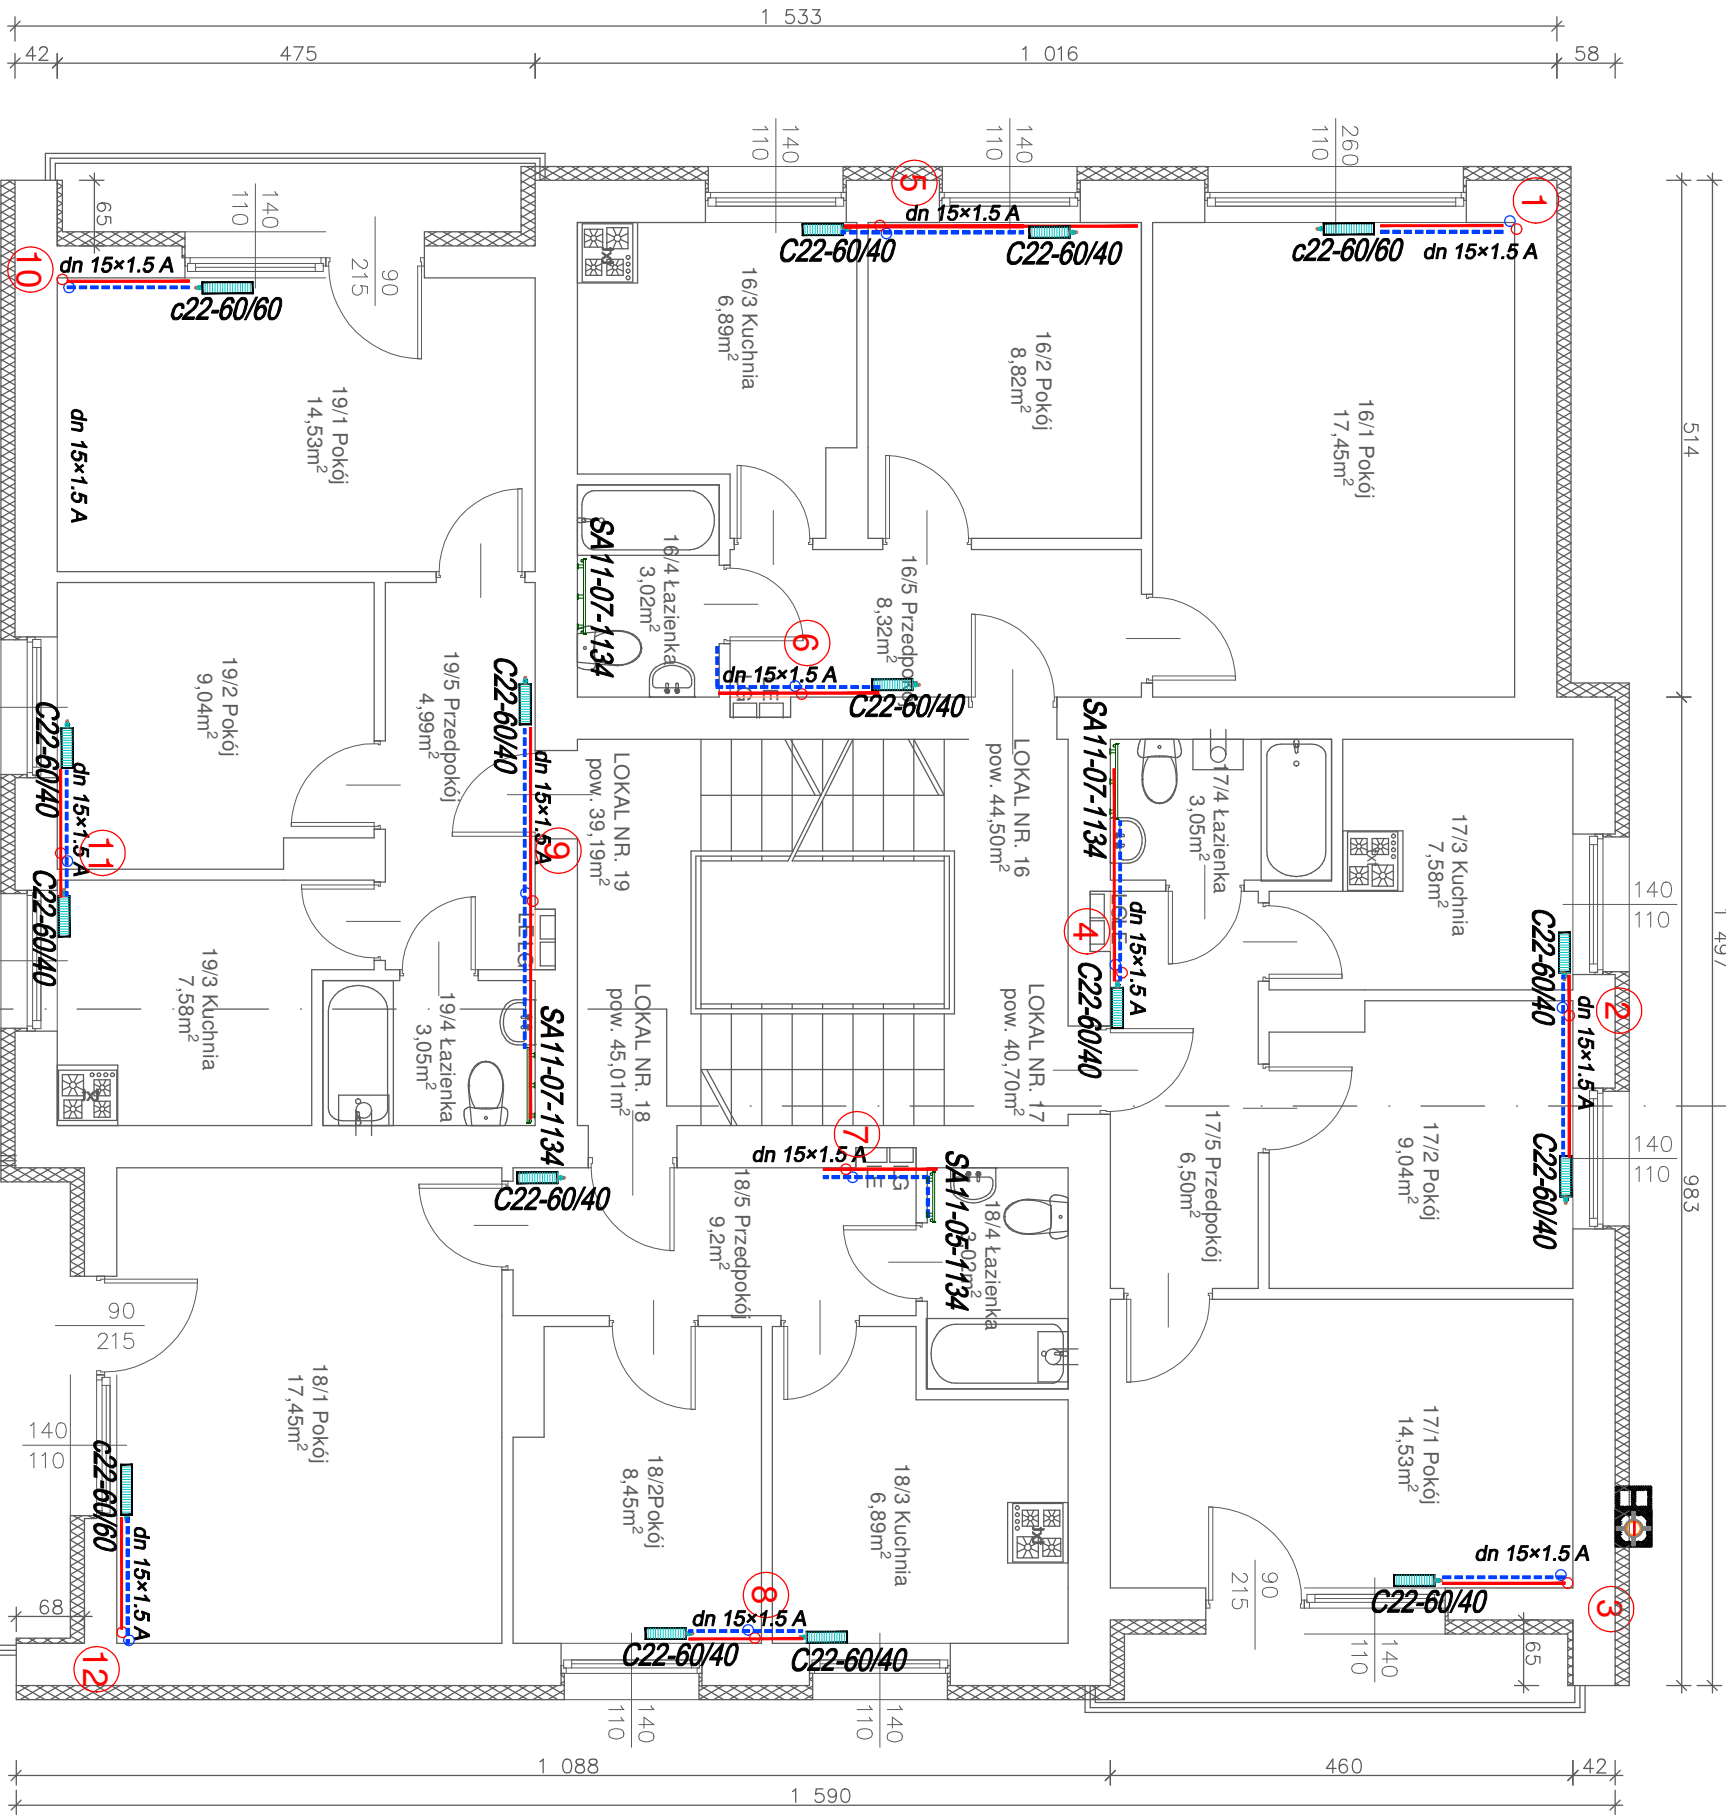 1 533
42
475
1 016
58
140
110
140
110
260
110
5
1
dn 15×1.5 A
C22-60/40
C22-60/40
c22-60/60
dn 15×1.5 A
65
140
110
90
215
10
dn 15×1.5 A
c22-60/60
16/3 Kuchnia
6,89m²
16/2 Pokój
8,82m²
16/1 Pokój
17,45m²
514
19/1 Pokój
14,53m²
dn 15×1.5 A
SA11-07-1134
16/4 Łazienka
3,02m²
16/5 Przedpokój
8,32m²
6
dn 15×1.5 A
G
E
C22-60/40
19/2 Pokój
9,04m²
19/5 Przedpokój
4,99m²
C22-60/40
C22-60/40
dn 15×1.5 A
11
C22-60/40
dn 15×1.5 A
9
LOKAL NR. 19
pow. 39,19m²
LOKAL NR. 16
pow. 44,50m²
SA11-07-1134
17/4 Łazienka
3,05m²
17/3 Kuchnia
7,58m²
140
110
1 497
4
dn 15×1.5 A
C22-60/40
C22-60/40
2
dn 15×1.5 A
C22-60/40
19/3 Kuchnia
7,58m²
19/4 Łazienka
3,05m²
SA11-07-1134
C22-60/40
LOKAL NR. 18
pow. 45,01m²
LOKAL NR. 17
pow. 40,70m²
17/5 Przedpokój
6,50m²
17/2 Pokój
9,04m²
140
110
983
7
dn 15×1.5 A
E
G
18/5 Przedpokój
9,2m²
SA11-05-1134
18/4 Łazienka
3,02m²
90
215
18/1 Pokój
17,45m²
140
110
c22-60/60
dn 15×1.5 A
12
68
18/2Pokój
8,45m²
18/3 Kuchnia
6,89m²
8
dn 15×1.5 A
C22-60/40
C22-60/40
17/1 Pokój
14,53m²
dn 15×1.5 A
C22-60/40
3
90
215
140
110
65
140
110
140
110
1 088
460
42
1 590